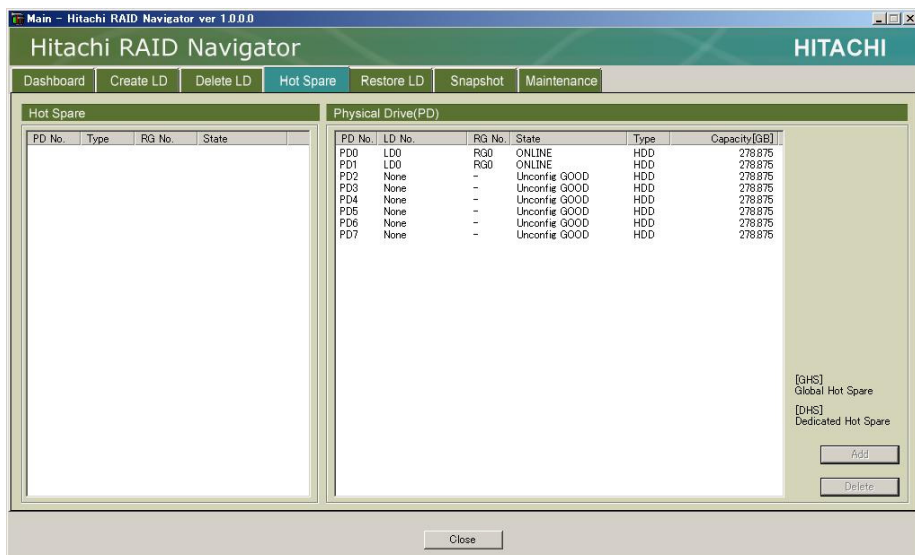 Main - Hitachi RAID Navigator ver 1.0.0.0
Hitachi RAID Navigator HITACHI
Dashboard Create LD Delete LD Hot Spare Restore LD Snapshot Maintenance
Hot Spare
PD No. Type RG No. State
Physical Drive(PD)
PD No. LD No. RG No. State Type Capacity[GB]
PD0 LD0 RG0 ONLINE HDD 278.875
PD1 LD0 RG0 ONLINE HDD 278.875
PD2 None - Unconfig GOOD HDD 278.875
PD3 None - Unconfig GOOD HDD 278.875
PD4 None - Unconfig GOOD HDD 278.875
PD5 None - Unconfig GOOD HDD 278.875
PD6 None - Unconfig GOOD HDD 278.875
PD7 None - Unconfig GOOD HDD 278.875
[GHS]
Global Hot Spare
[DHS]
Dedicated Hot Spare
Add
Delete
Close